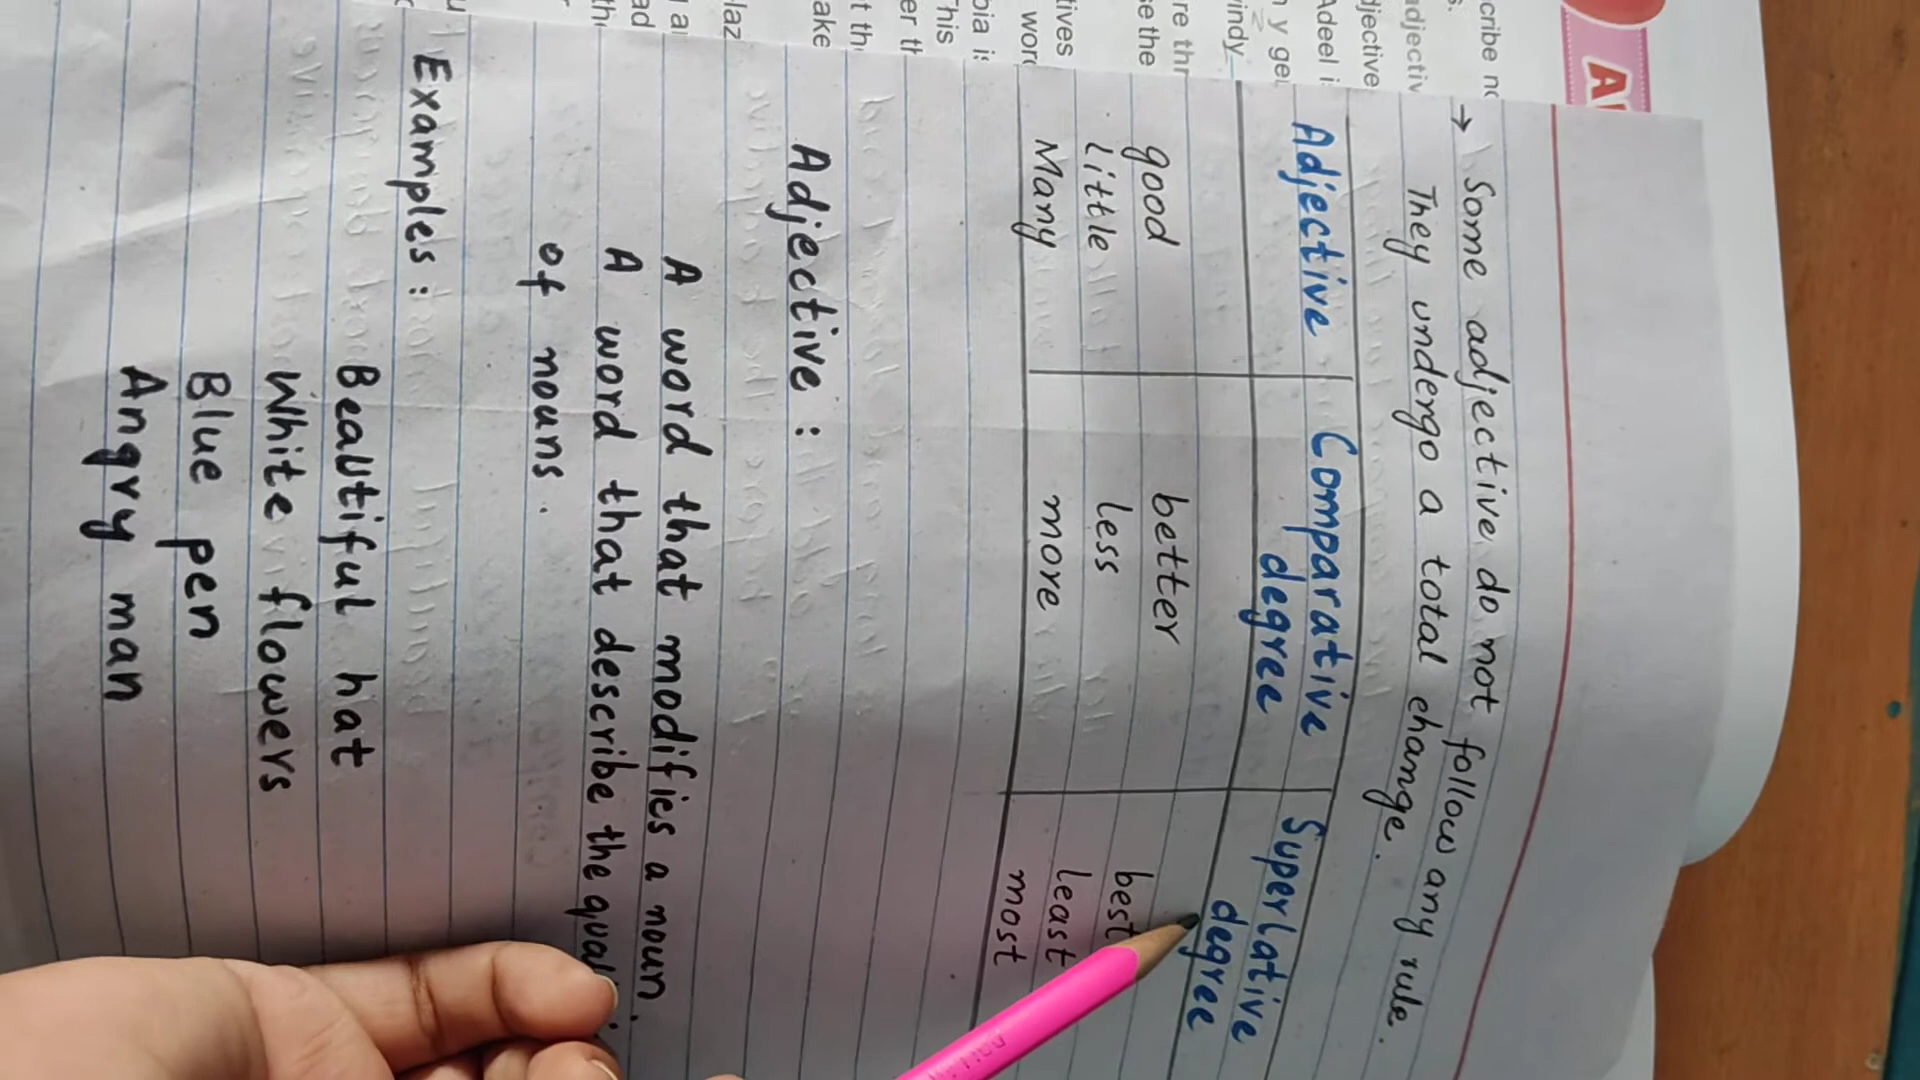 → Some adjective do not follow any rule.
They undergo a total change.
Adjective Comparative degree Superlative degree
good better best
little less least
Many more most
Adjective :
A word that modifies a noun.
A word that describe the
of nouns.
Examples :
Beautiful hat
White flowers
Blue pen
Angry man